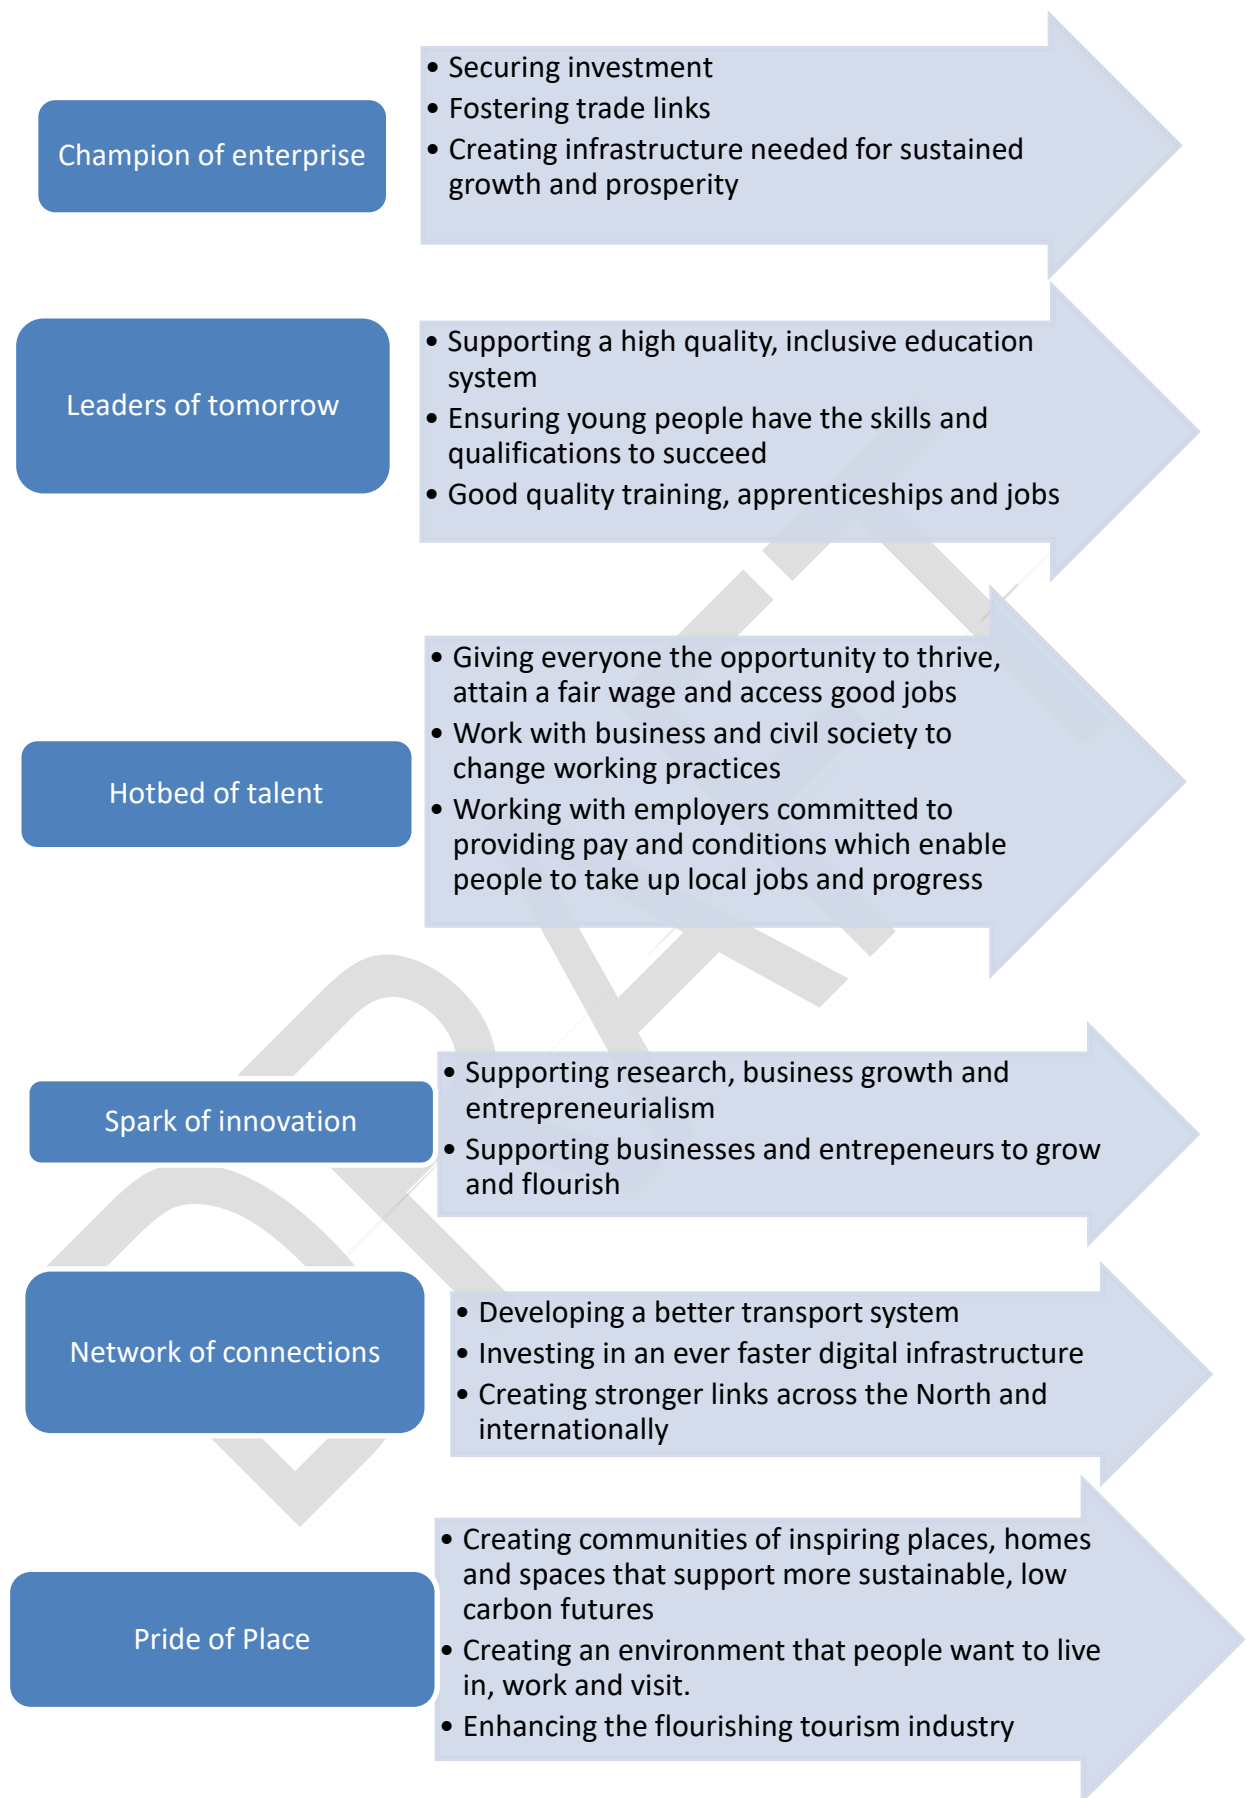 Champion of enterprise
• Securing investment
• Fostering trade links
• Creating infrastructure needed for sustained
growth and prosperity
Leaders of tomorrow
• Supporting a high quality, inclusive education
system
• Ensuring young people have the skills and
qualifications to succeed
• Good quality training, apprenticeships and jobs
Hotbed of talent
• Giving everyone the opportunity to thrive,
attain a fair wage and access good jobs
• Work with business and civil society to
change working practices
• Working with employers committed to
providing pay and conditions which enable
people to take up local jobs and progress
Spark of innovation
• Supporting research, business growth and
entrepreneurialism
• Supporting businesses and entrepeneurs to grow
and flourish
Network of connections
• Developing a better transport system
• Investing in an ever faster digital infrastructure
• Creating stronger links across the North and
internationally
Pride of Place
• Creating communities of inspiring places, homes
and spaces that support more sustainable, low
carbon futures
• Creating an environment that people want to live
in, work and visit.
• Enhancing the flourishing tourism industry
DRAFT